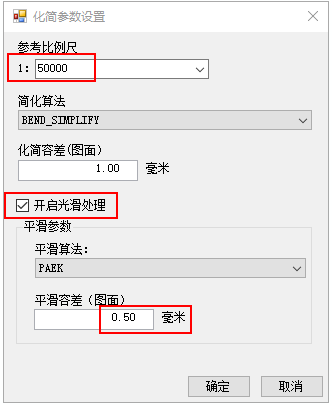 化简参数设置
参考比例尺
1: 50000
简化算法
BEND_SIMPLIFY
化简容差(图面)
1.00 毫米
开启光滑处理
平滑参数
平滑算法:
PAEK
平滑容差（图面）
0.50 毫米
确定 取消